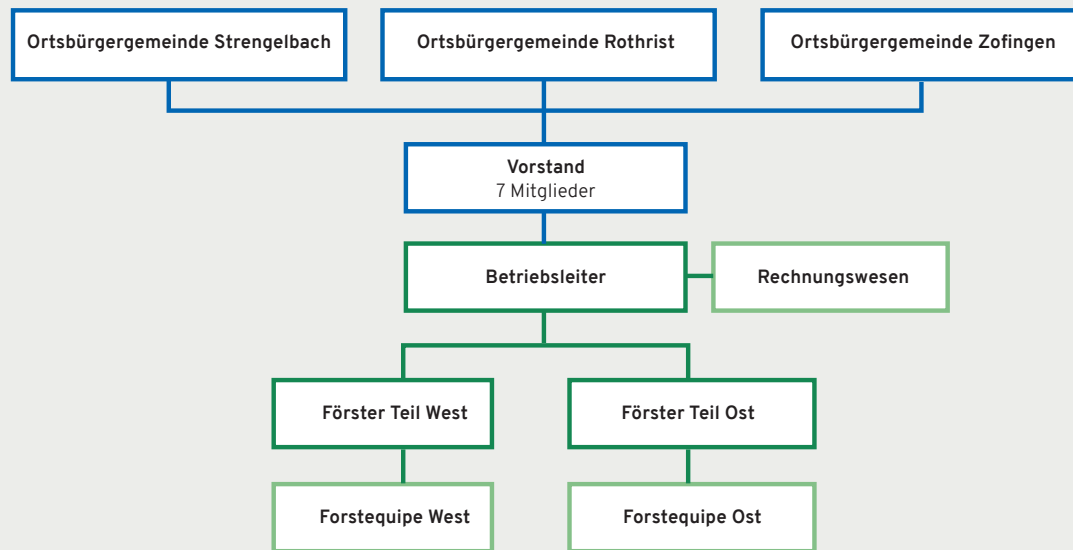 Ortsbürgergemeinde Strengelbach
Ortsbürgergemeinde Rothrist
Ortsbürgergemeinde Zofingen
Vorstand
7 Mitglieder
Betriebsleiter
Rechnungswesen
Förster Teil West
Förster Teil Ost
Forstequipe West
Forstequipe Ost